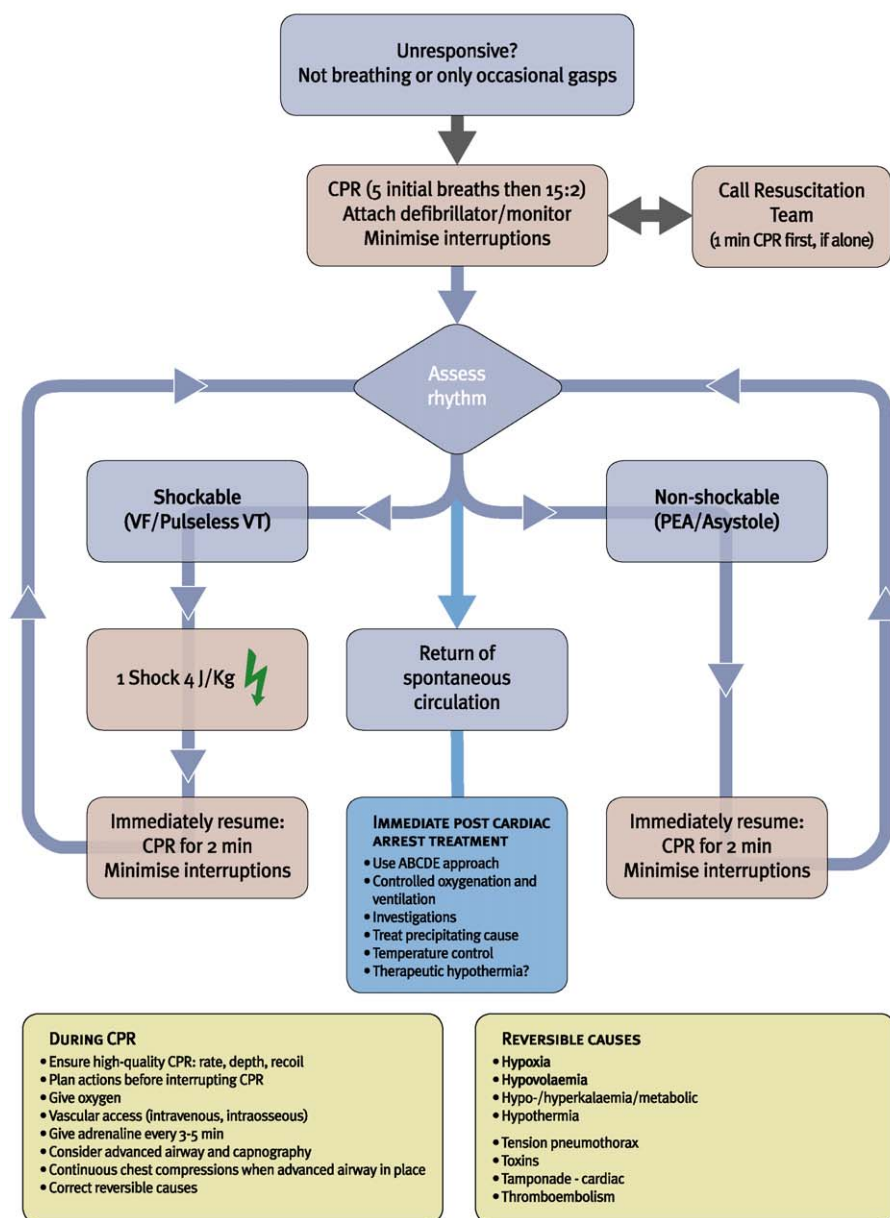 Unresponsive?
Not breathing or only occasional gasps
CPR (5 initial breaths then 15:2)
Attach defibrillator/monitor
Minimise interruptions
Call Resuscitation
Team
(1 min CPR first, if alone)
Assess
rhythm
Shockable
(VF/Pulseless VT)
Non-shockable
(PEA/Asystole)
1 Shock 4 J/Kg
Return of
spontaneous
circulation
Immediately resume:
CPR for 2 min
Minimise interruptions
IMMEDIATE POST CARDIAC
ARREST TREATMENT
• Use ABCDE approach
• Controlled oxygenation and
ventilation
• Investigations
• Treat precipitating cause
• Temperature control
• Therapeutic hypothermia?
Immediately resume:
CPR for 2 min
Minimise interruptions
DURING CPR
• Ensure high-quality CPR: rate, depth, recoil
• Plan actions before interrupting CPR
• Give oxygen
• Vascular access (intravenous, intraosseous)
• Give adrenaline every 3-5 min
• Consider advanced airway and capnography
• Continuous chest compressions when advanced airway in place
• Correct reversible causes
REVERSIBLE CAUSES
• Hypoxia
• Hypovolaemia
• Hypo-/hyperkalaemia/metabolic
• Hypothermia
• Tension pneumothorax
• Toxins
• Tamponade - cardiac
• Thromboembolism